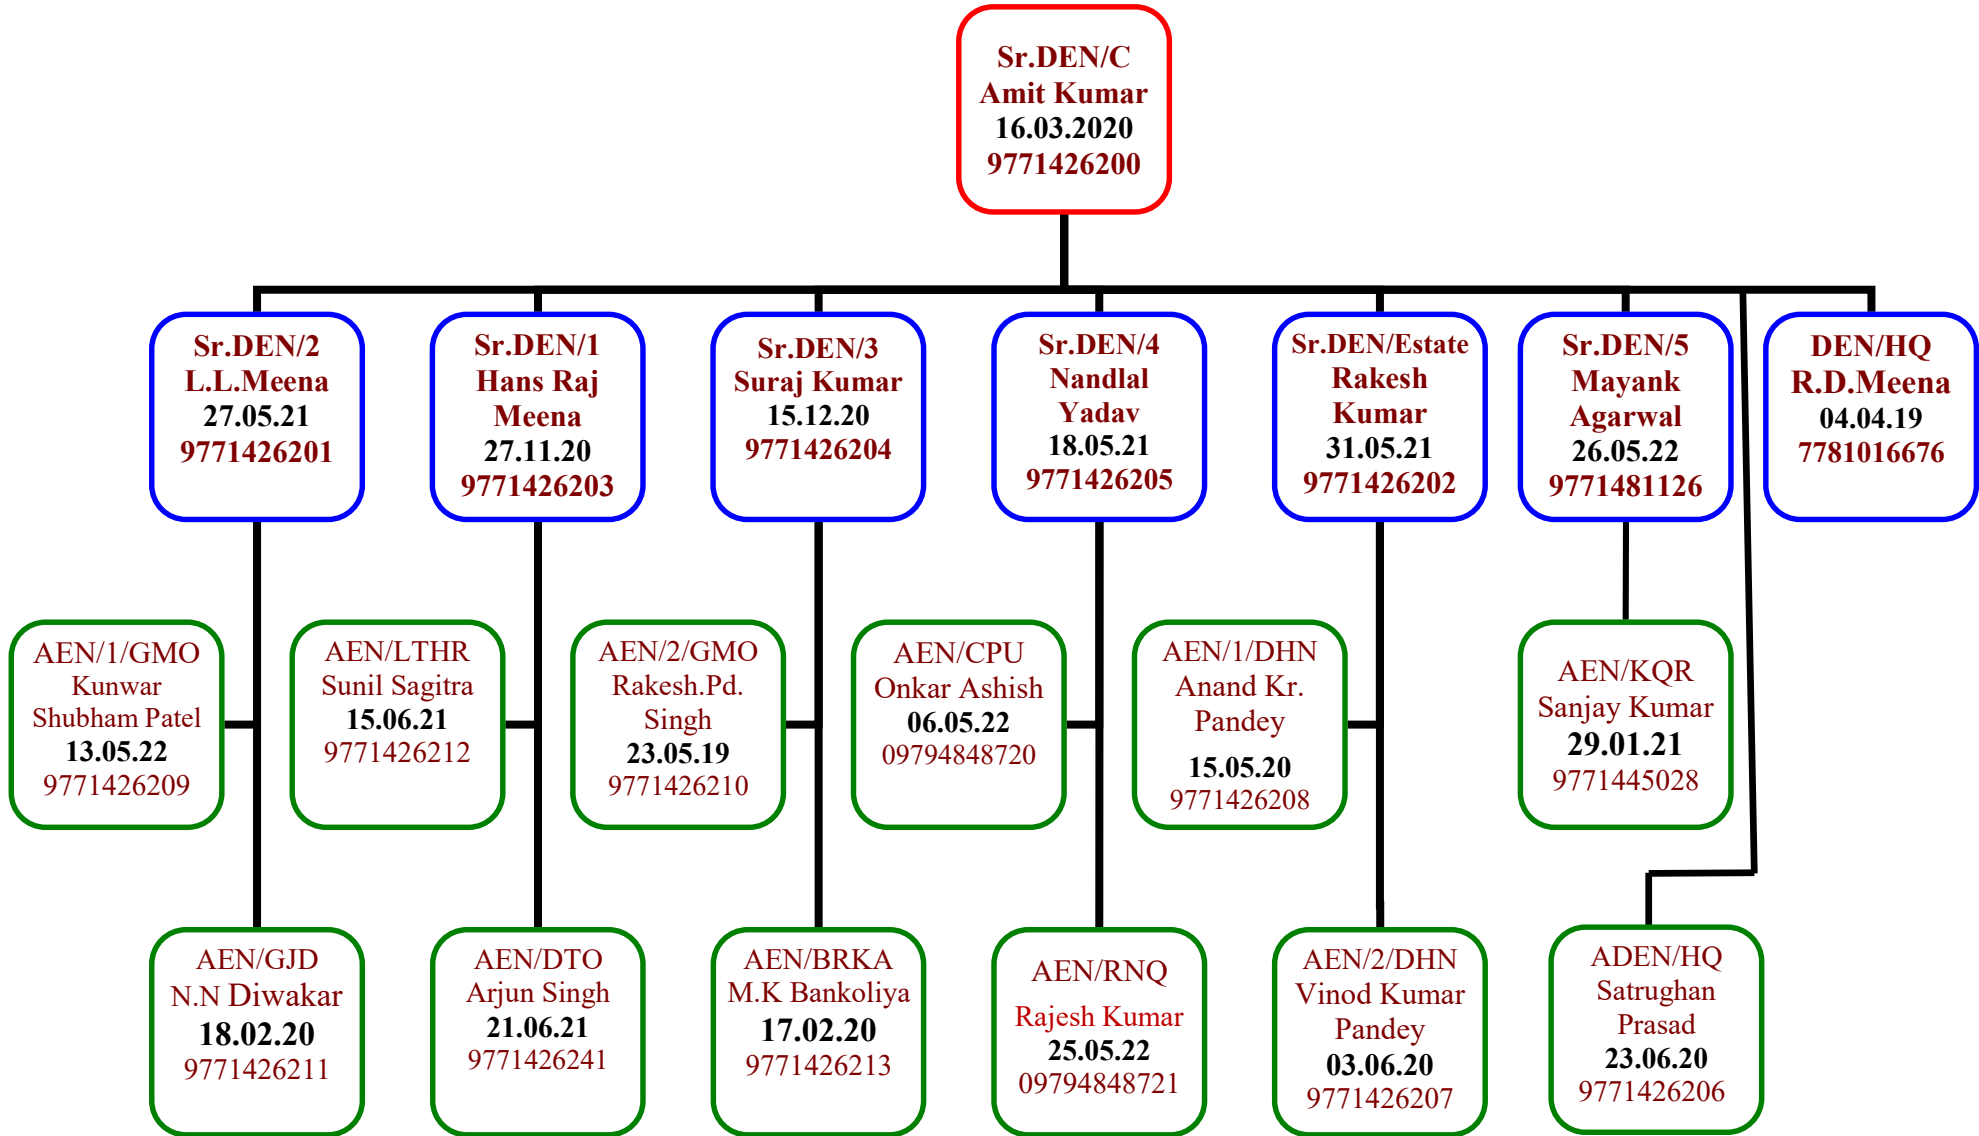 Sr.DEN/C
Amit Kumar
16.03.2020
9771426200
Sr.DEN/2
L.L.Meena
27.05.21
9771426201
Sr.DEN/1
Hans Raj
Meena
27.11.20
9771426203
Sr.DEN/3
Suraj Kumar
15.12.20
9771426204
Sr.DEN/4
Nandlal
Yadav
18.05.21
9771426205
Sr.DEN/Estate
Rakesh
Kumar
31.05.21
9771426202
Sr.DEN/5
Mayank
Agarwal
26.05.22
9771481126
DEN/HQ
R.D.Meena
04.04.19
7781016676
AEN/1/GMO
Kunwar
Shubham Patel
13.05.22
9771426209
AEN/LTHR
Sunil Sagitra
15.06.21
9771426212
AEN/2/GMO
Rakesh.Pd.
Singh
23.05.19
9771426210
AEN/CPU
Onkar Ashish
06.05.22
09794848720
AEN/1/DHN
Anand Kr.
Pandey
15.05.20
9771426208
AEN/KQR
Sanjay Kumar
29.01.21
9771445028
AEN/GJD
N.N Diwakar
18.02.20
9771426211
AEN/DTO
Arjun Singh
21.06.21
9771426241
AEN/BRKA
M.K Bankoliya
17.02.20
9771426213
AEN/RNQ
Rajesh Kumar
25.05.22
09794848721
AEN/2/DHN
Vinod Kumar
Pandey
03.06.20
9771426207
ADEN/HQ
Satrughan
Prasad
23.06.20
9771426206